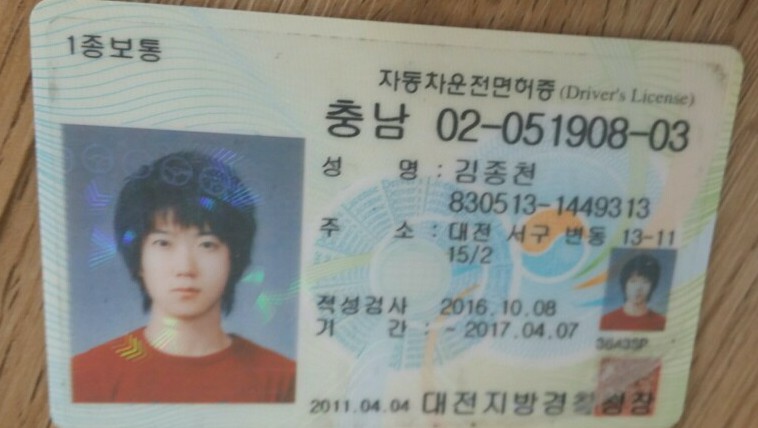 1종보통
자동차운전면허증 (Driver's License)
충남 02-051908-03
성 명 : 김종천
830513-1449313
주 소 : 대전 서구 변동 13-11
15/2
적성검사 2016.10.08
기 간 : ~ 2017.04.07
3643SP
2011.04.04 대전지방경찰청장